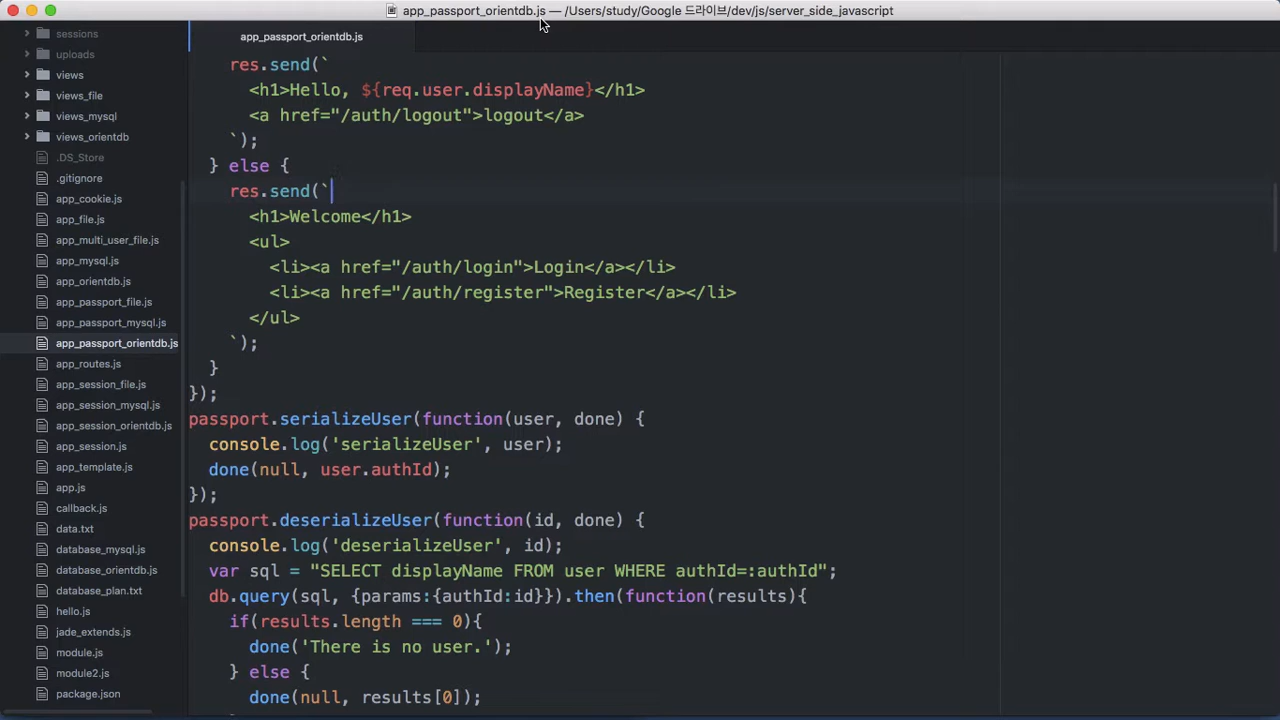 app_passport_orientdb.js — /Users/study/Google 드라이브/dev/js/server_side_javascript
sessions
uploads
views
views_file
views_mysql
views_orientdb
.DS_Store
.gitignore
app_cookie.js
app_file.js
app_multi_user_file.js
app_mysql.js
app_orientdb.js
app_passport_file.js
app_passport_mysql.js
app_passport_orientdb.js
app_routes.js
app_session_file.js
app_session_mysql.js
app_session_orientdb.js
app_session.js
app_template.js
app.js
callback.js
data.txt
database_mysql.js
database_orientdb.js
database_plan.txt
hello.js
jade_extends.js
module.js
module2.js
package.json
app_passport_orientdb.js
res.send(`
<h1>Hello, ${req.user.displayName}</h1>
<a href="/auth/logout">logout</a>
`);
} else {
res.send(`
<h1>Welcome</h1>
<ul>
<li><a href="/auth/login">Login</a></li>
<li><a href="/auth/register">Register</a></li>
</ul>
`);
}
});
passport.serializeUser(function(user, done) {
console.log('serializeUser', user);
done(null, user.authId);
});
passport.deserializeUser(function(id, done) {
console.log('deserializeUser', id);
var sql = "SELECT displayName FROM user WHERE authId=:authId";
db.query(sql, {params:{authId:id}}).then(function(results){
if(results.length === 0){
done('There is no user.');
} else {
done(null, results[0]);